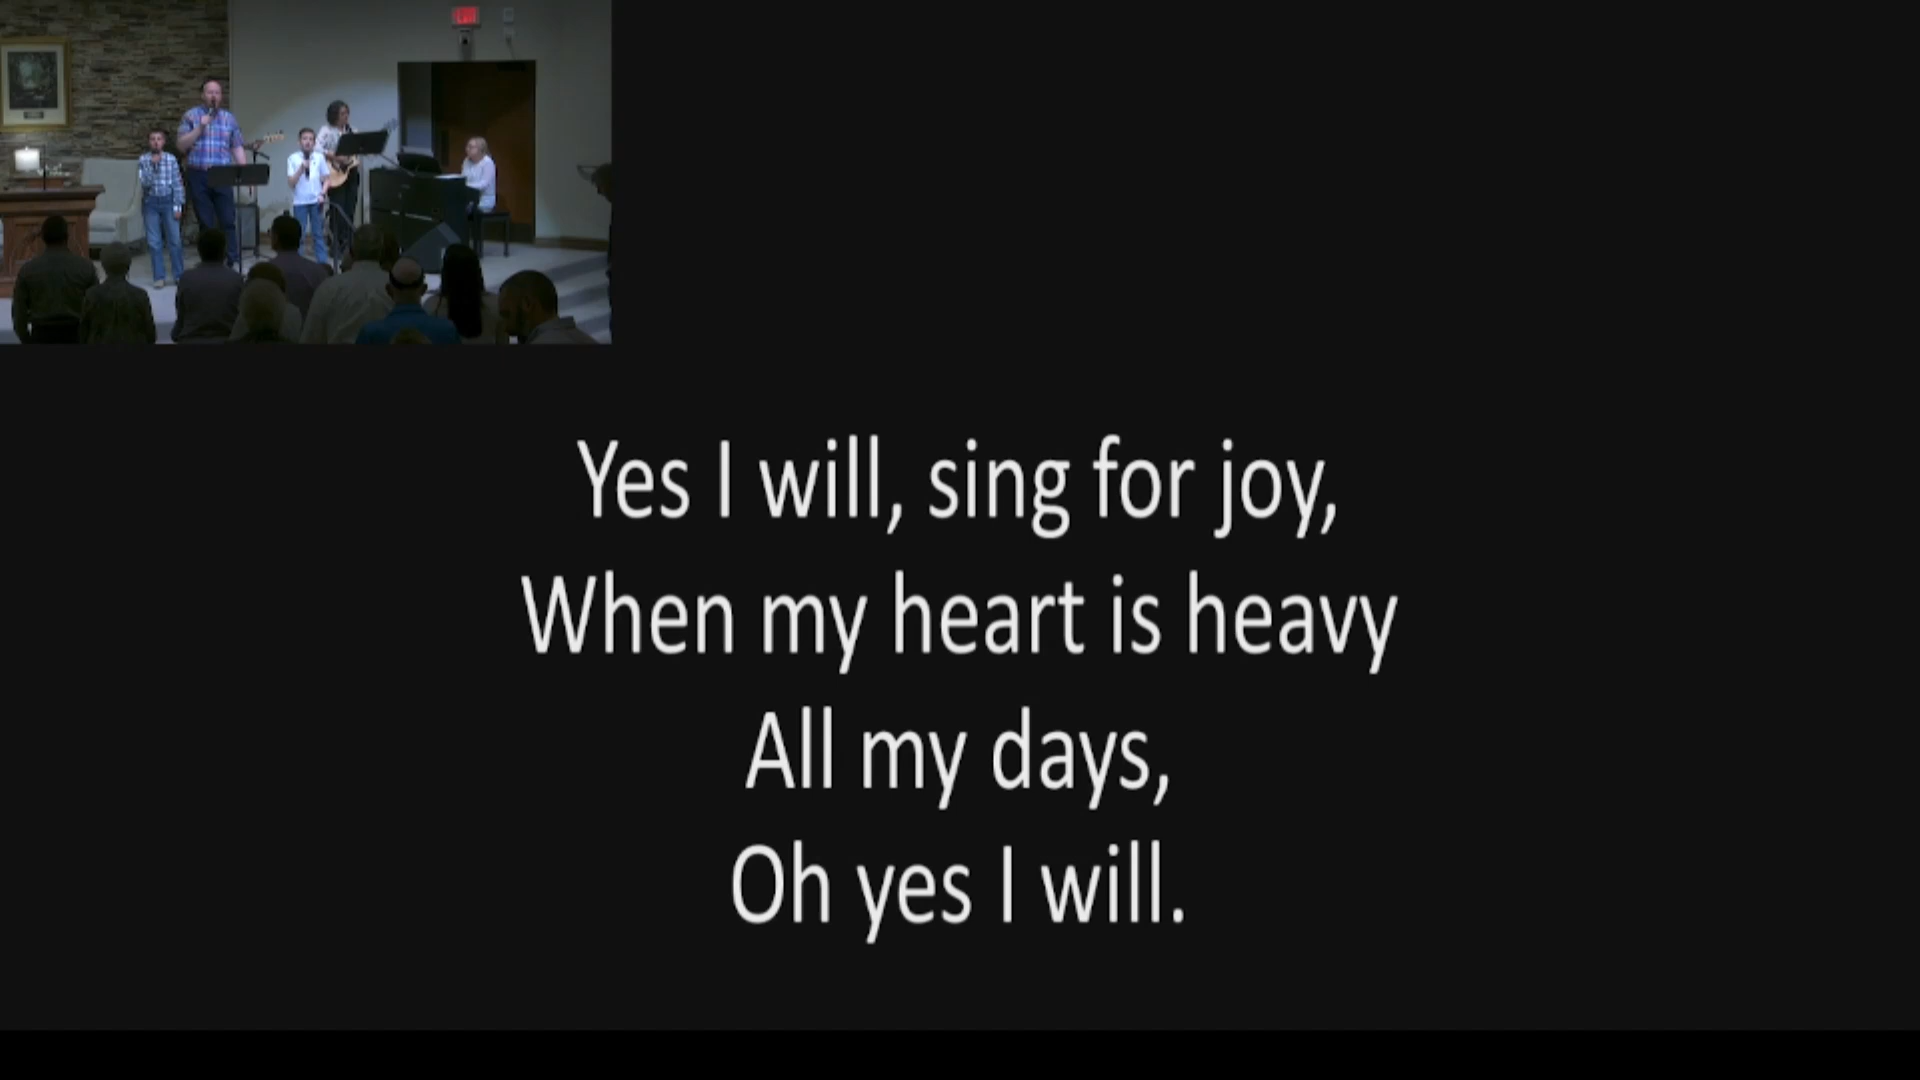 Yes I will, sing for joy,
When my heart is heavy
All my days,
Oh yes I will.